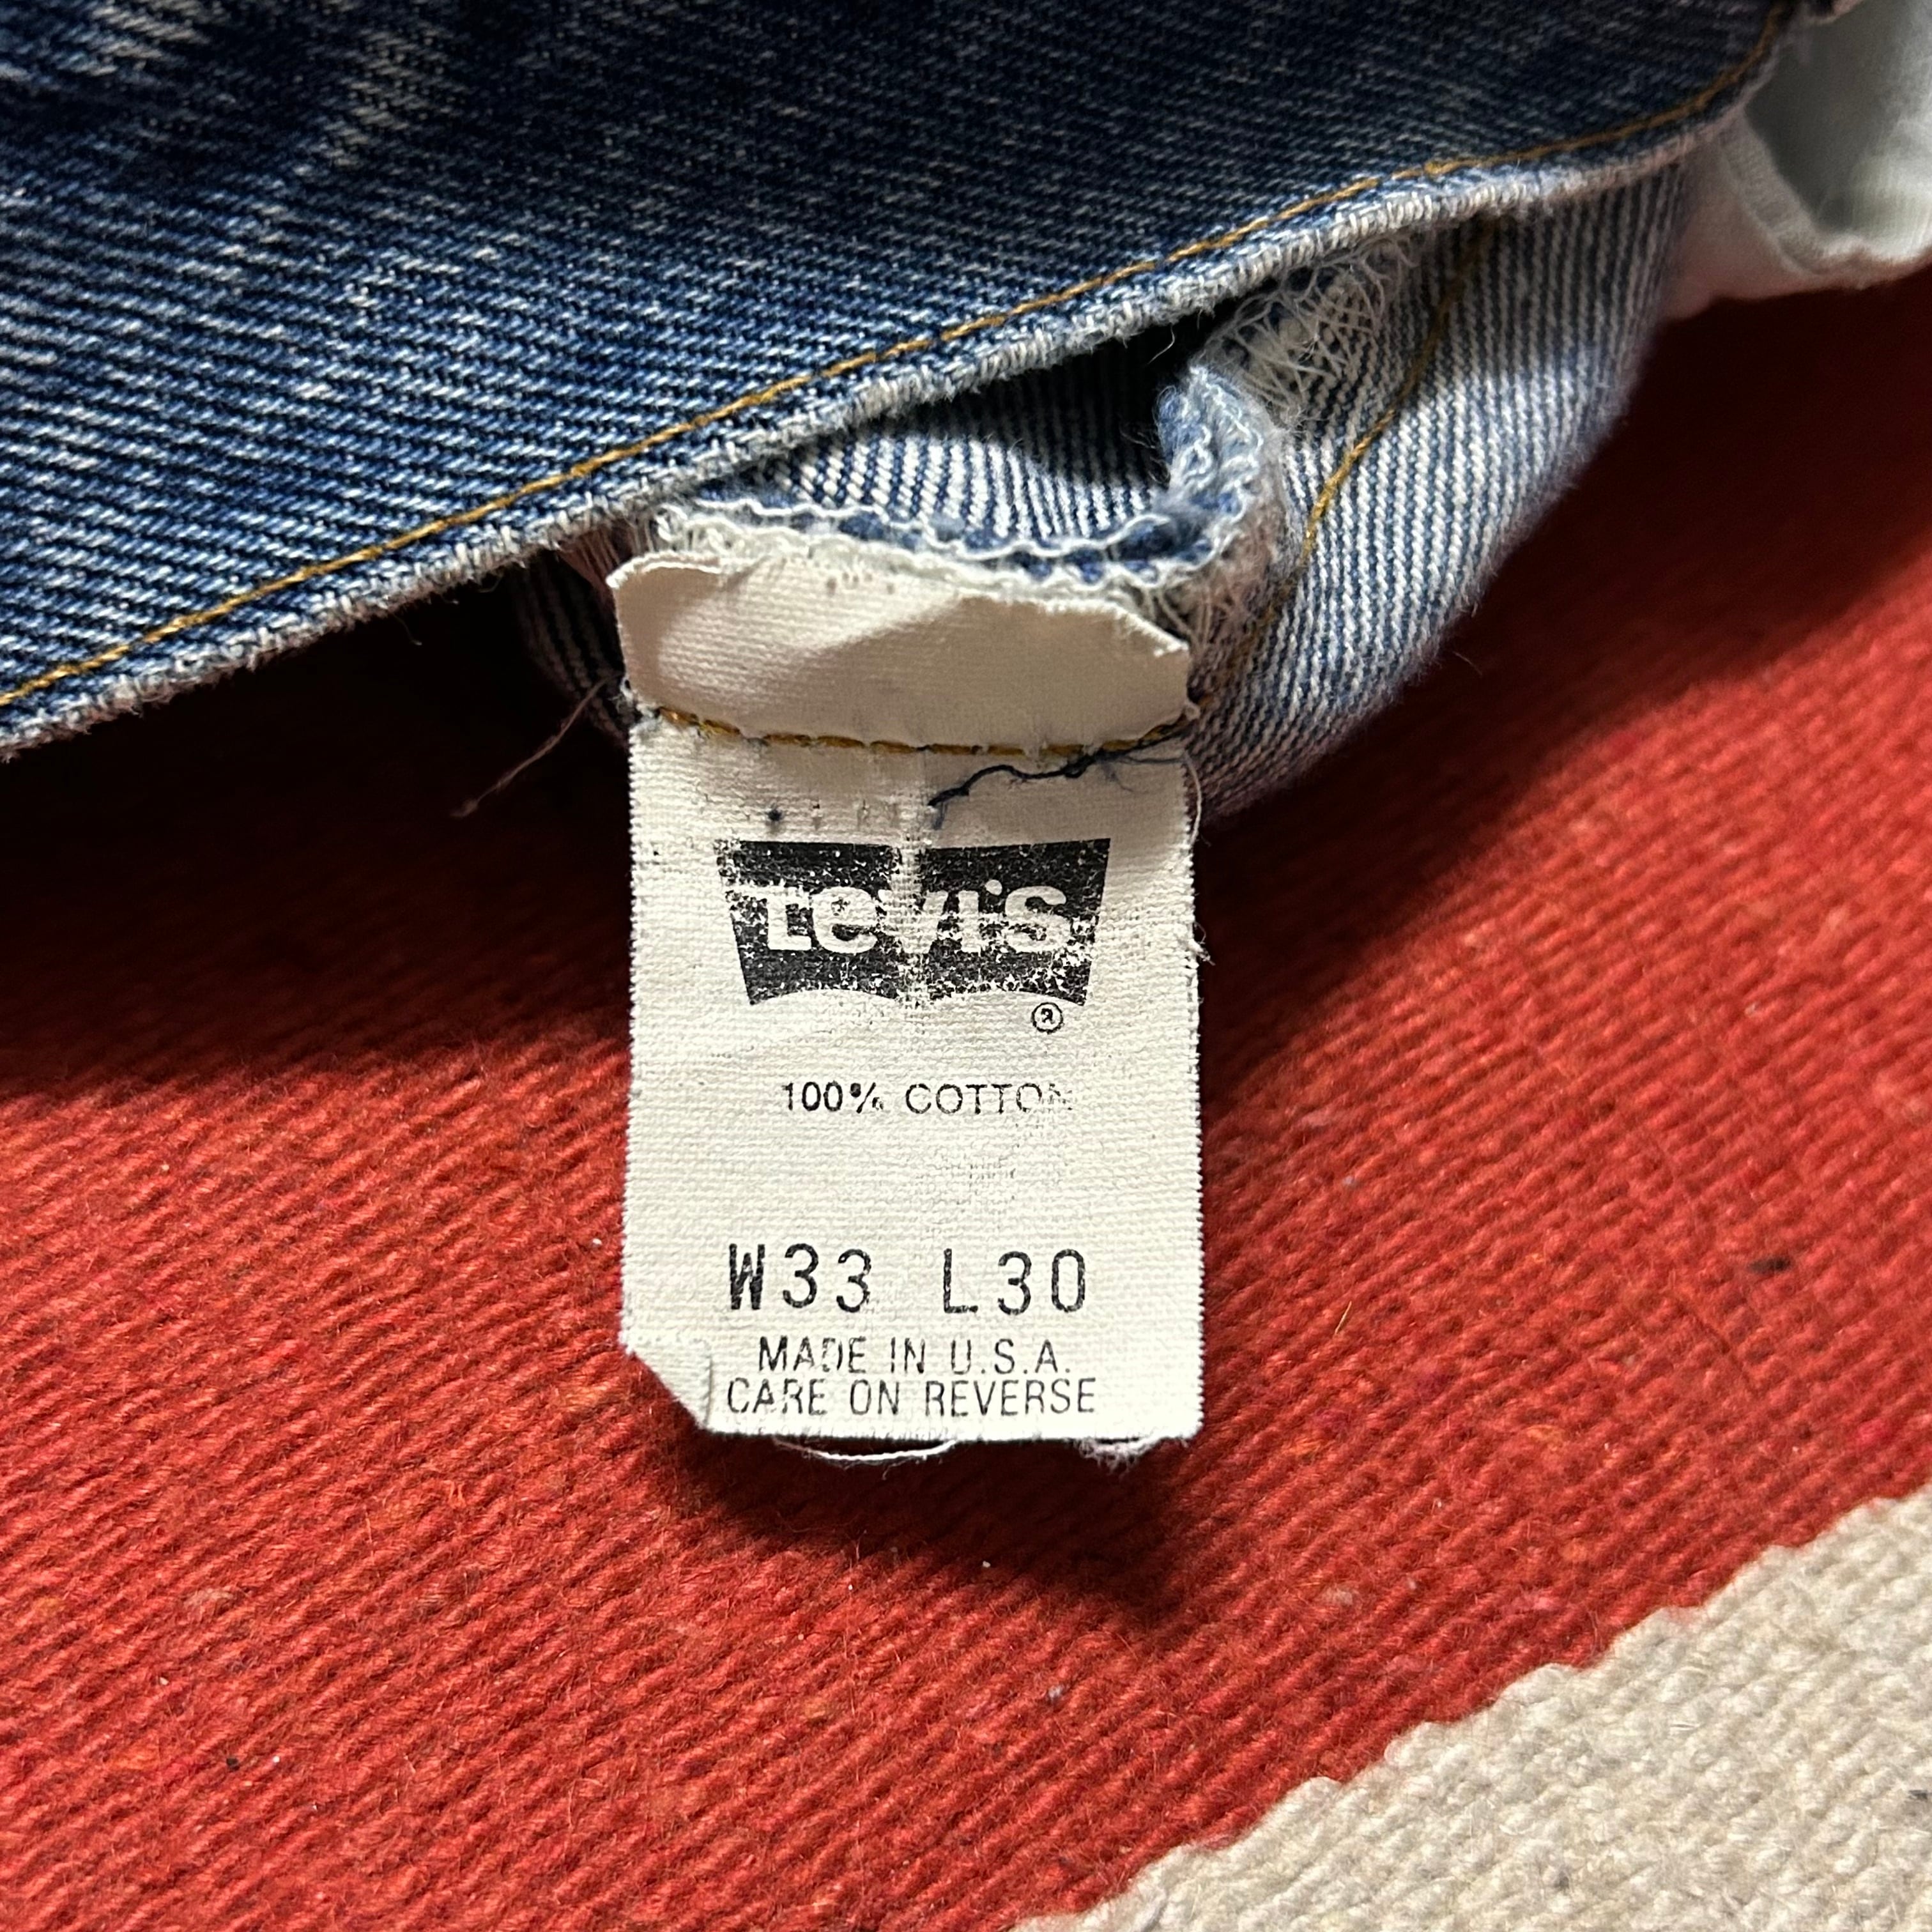 Levi's
®
100% COTTON
W33 L30
MADE IN U.S.A.
CARE ON REVERSE